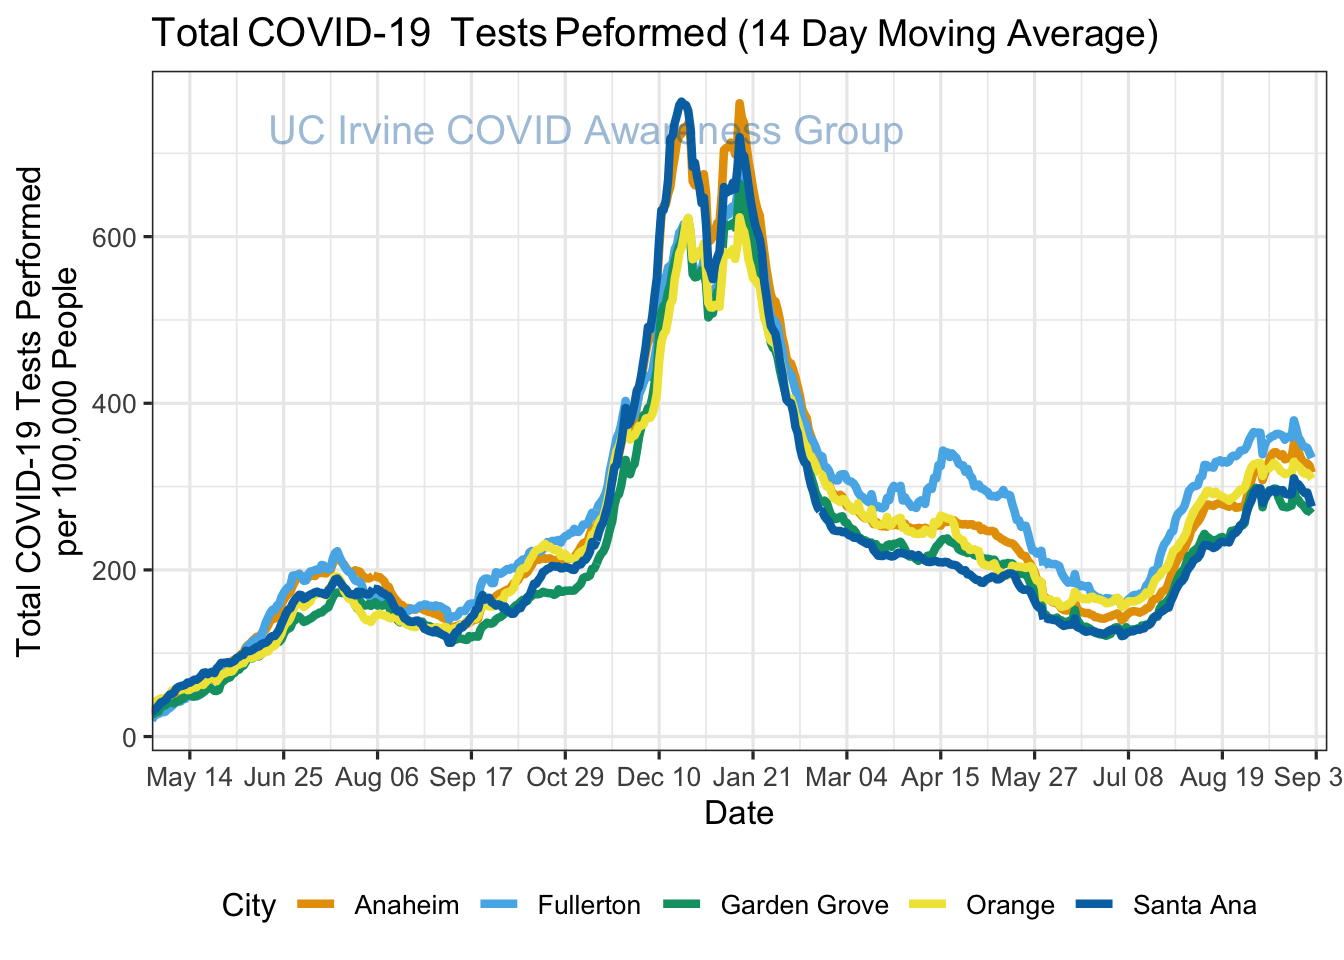 Total COVID-19 Tests Peformed (14 Day Moving Average)
UC Irvine COVID Awareness Group
Total COVID-19 Tests Performed
per 100,000 People
600
400
200
0
May 14 Jun 25 Aug 06 Sep 17 Oct 29 Dec 10 Jan 21 Mar 04 Apr 15 May 27 Jul 08 Aug 19 Sep 3
Date
City Anaheim Fullerton Garden Grove Orange Santa Ana